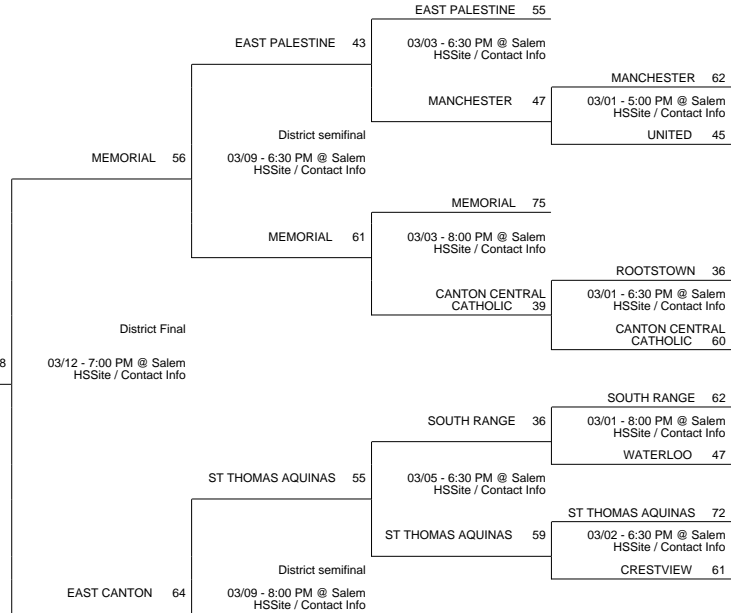 EAST PALESTINE 55
EAST PALESTINE 43
03/03 - 6:30 PM @ Salem
HSSite / Contact Info
MANCHESTER 62
MANCHESTER 47
03/01 - 5:00 PM @ Salem
HSSite / Contact Info
District semifinal
UNITED 45
MEMORIAL 56
03/09 - 6:30 PM @ Salem
HSSite / Contact Info
MEMORIAL 75
MEMORIAL 61
03/03 - 8:00 PM @ Salem
HSSite / Contact Info
ROOTSTOWN 36
CANTON CENTRAL
CATHOLIC 39
03/01 - 6:30 PM @ Salem
HSSite / Contact Info
District Final
CANTON CENTRAL
CATHOLIC 60
8
03/12 - 7:00 PM @ Salem
HSSite / Contact Info
SOUTH RANGE 62
SOUTH RANGE 36
03/01 - 8:00 PM @ Salem
HSSite / Contact Info
WATERLOO 47
ST THOMAS AQUINAS 55
03/05 - 6:30 PM @ Salem
HSSite / Contact Info
ST THOMAS AQUINAS 72
ST THOMAS AQUINAS 59
03/02 - 6:30 PM @ Salem
HSSite / Contact Info
District semifinal
CRESTVIEW 61
EAST CANTON 64
03/09 - 8:00 PM @ Salem
HSSite / Contact Info